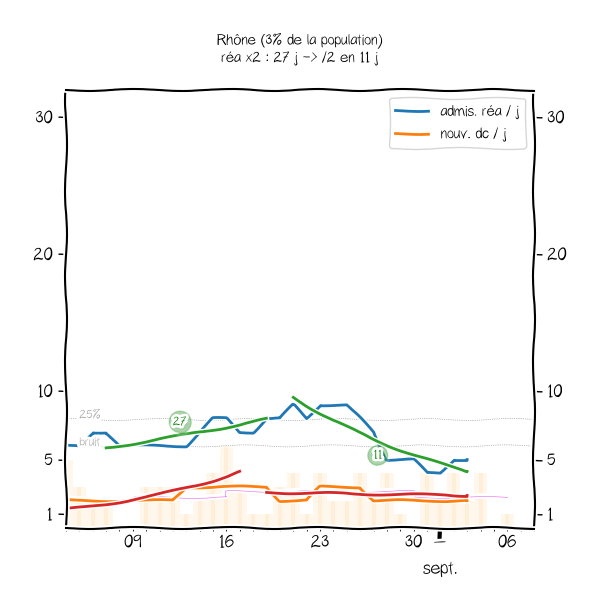 Rhône (3% de la population)
réa x2 : 27 j -> /2 en 11 j
admis. réa / j
nouv. dc / j
30 30
20 20
10 10
25%
27
bruit
11
5 5
1 1
09 16 23 30 06
sept.